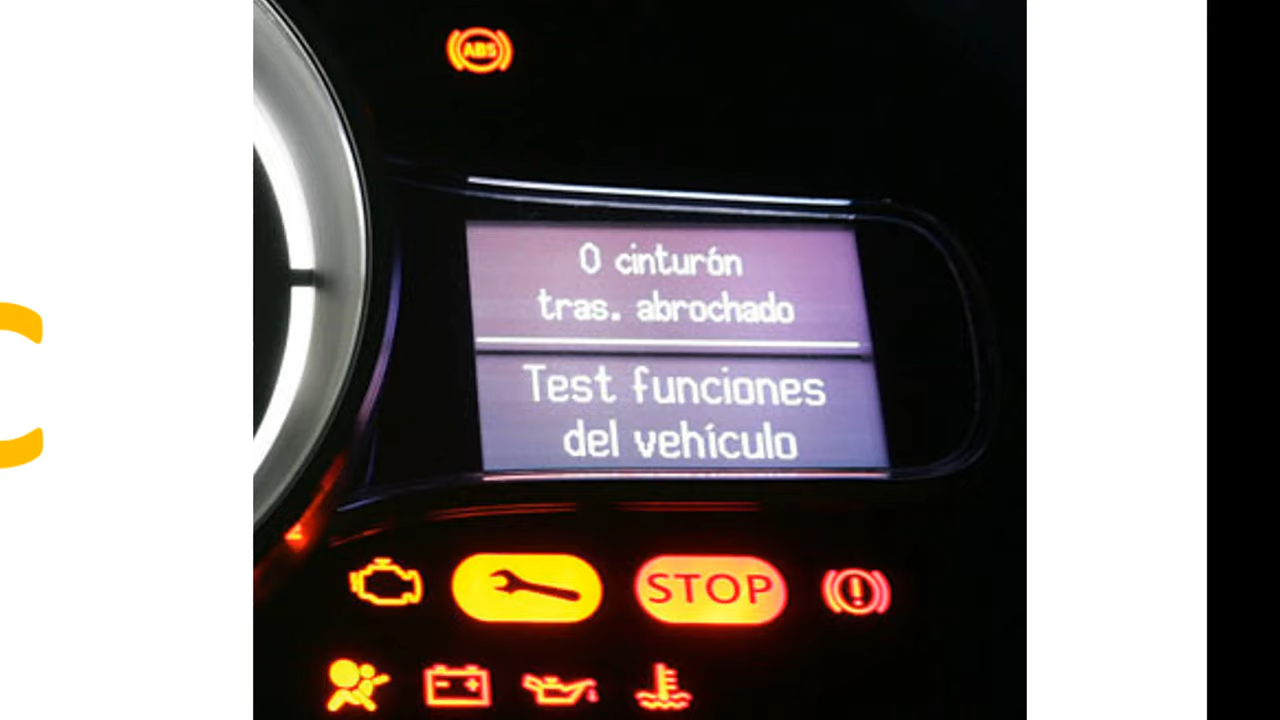 ABS
0 cinturón
tras. abrochado
Test funciones
del vehículo
STOP